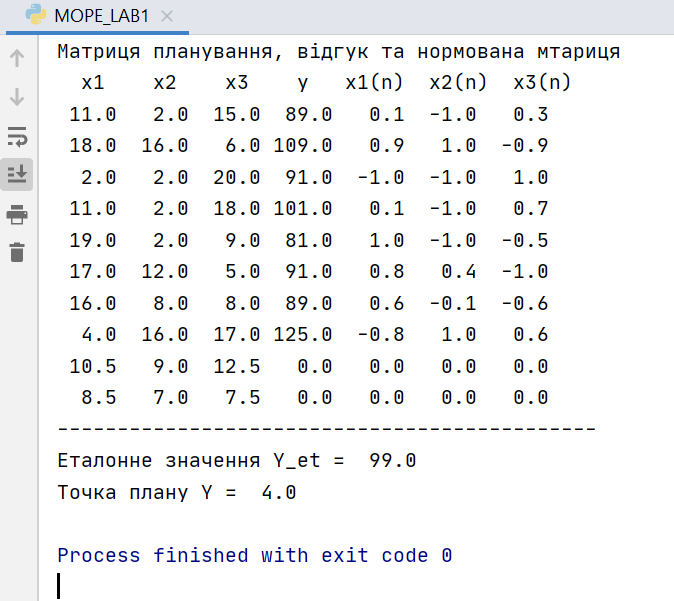 MOPE_LAB1
Матриця планування, відгук та нормована мтариця
x1 x2 x3 y x1(n) x2(n) x3(n)
11.0 2.0 15.0 89.0 0.1 -1.0 0.3
18.0 16.0 6.0 109.0 0.9 1.0 -0.9
2.0 2.0 20.0 91.0 -1.0 -1.0 1.0
11.0 2.0 18.0 101.0 0.1 -1.0 0.7
19.0 2.0 9.0 81.0 1.0 -1.0 -0.5
17.0 12.0 5.0 91.0 0.8 0.4 -1.0
16.0 8.0 8.0 89.0 0.6 -0.1 -0.6
4.0 16.0 17.0 125.0 -0.8 1.0 0.6
10.5 9.0 12.5 0.0 0.0 0.0 0.0
8.5 7.0 7.5 0.0 0.0 0.0 0.0
---------------------------------------------
Еталонне значення Y_et = 99.0
Точка плану Y = 4.0
Process finished with exit code 0